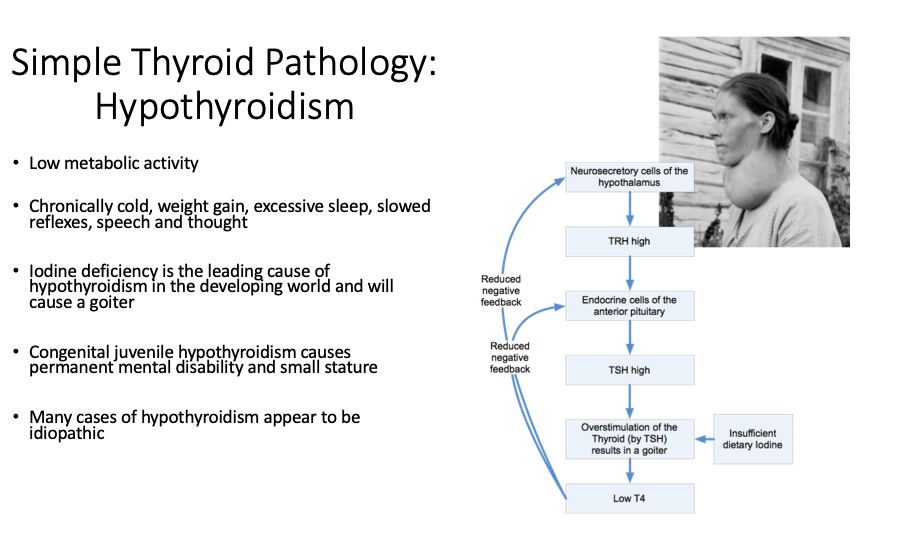 Simple Thyroid Pathology:
Hypothyroidism
• Low metabolic activity
• Chronically cold, weight gain, excessive sleep, slowed
reflexes, speech and thought
• Iodine deficiency is the leading cause of
hypothyroidism in the developing world and will
cause a goiter
• Congenital juvenile hypothyroidism causes
permanent mental disability and small stature
• Many cases of hypothyroidism appear to be
idiopathic
Neurosecretory cells of the
hypothalamus
TRH high
Reduced
negative
feedback
Endocrine cells of the
anterior pituitary
Reduced
negative
feedback
TSH high
Overstimulation of the
Thyroid (by TSH)
results in a goiter
Insufficient
dietary Iodine
Low T4